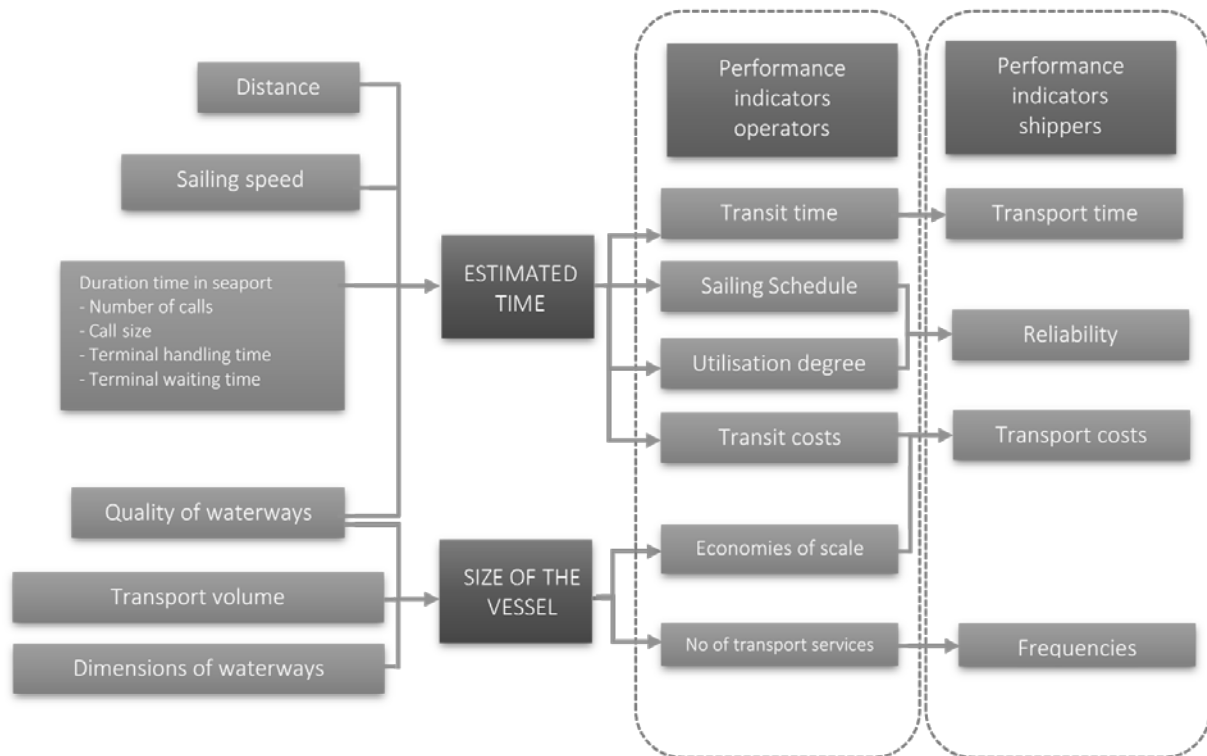 Distance
Sailing speed
Duration time in seaport
- Number of calls
- Call size
- Terminal handling time
- Terminal waiting time
Quality of waterways
Transport volume
Dimensions of waterways
ESTIMATED
TIME
SIZE OF THE
VESSEL
Performance
indicators
operators
Transit time
Sailing Schedule
Utilisation degree
Transit costs
Economies of scale
No of transport services
Performance
indicators
shippers
Transport time
Reliability
Transport costs
Frequencies